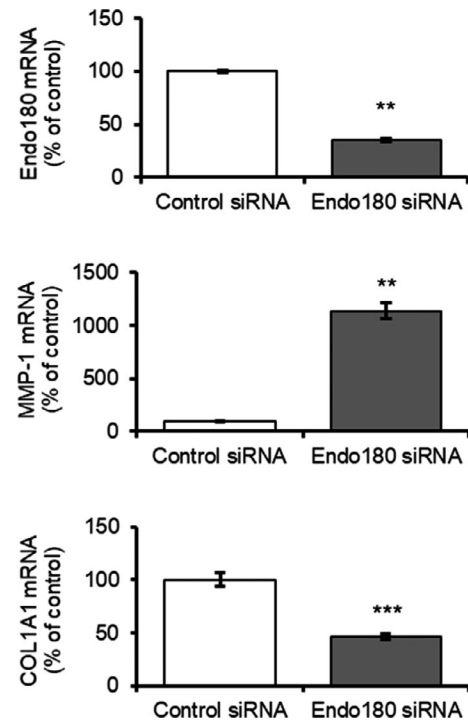 Endo180 mRNA
(% of control)
150
100
50
0
**
Control siRNA
Endo180 siRNA
MMP-1 mRNA
(% of control)
1500
1000
500
0
**
Control siRNA
Endo180 siRNA
COL1A1 mRNA
(% of control)
150
100
50
0
***
Control siRNA
Endo180 siRNA